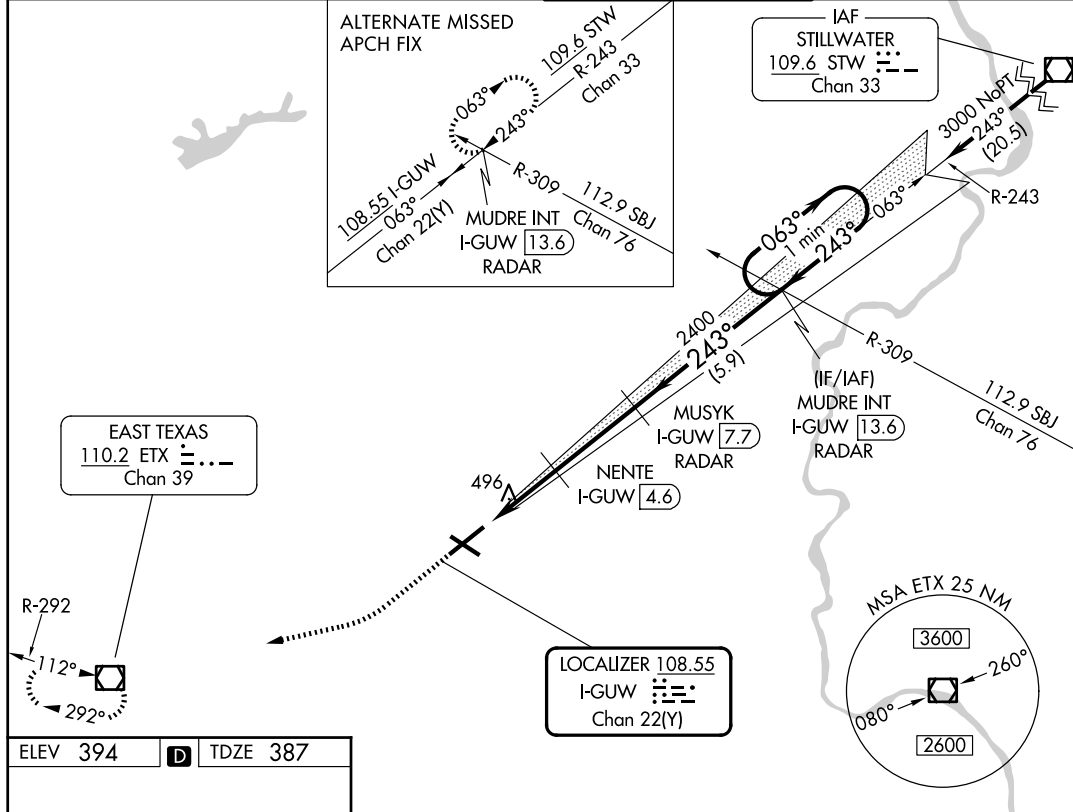 ALTERNATE MISSED
APCH FIX
109.6 STW
R-243
Chan 33
063°
243°
108.55 I-GUW
063°
Chan 22(Y)
R-309
112.9 SBJ
Chan 76
MUDRE INT
I-GUW 13.6
RADAR
IAF
STILLWATER
109.6 STW
Chan 33
3000 NoPT
243°
(20.5)
R-243
063°
063°
1 min
243°
2400
243°
(5.9)
R-309
112.9 SBJ
Chan 76
(IF/IAF)
MUDRE INT
I-GUW 13.6
RADAR
MUSYK
I-GUW 7.7
RADAR
NENTE
I-GUW 4.6
496
EAST TEXAS
110.2 ETX
Chan 39
R-292
112°
292°
LOCALIZER 108.55
I-GUW
Chan 22(Y)
MSA ETX 25 NM
3600
260°
080°
2600
ELEV 394 D TDZE 387